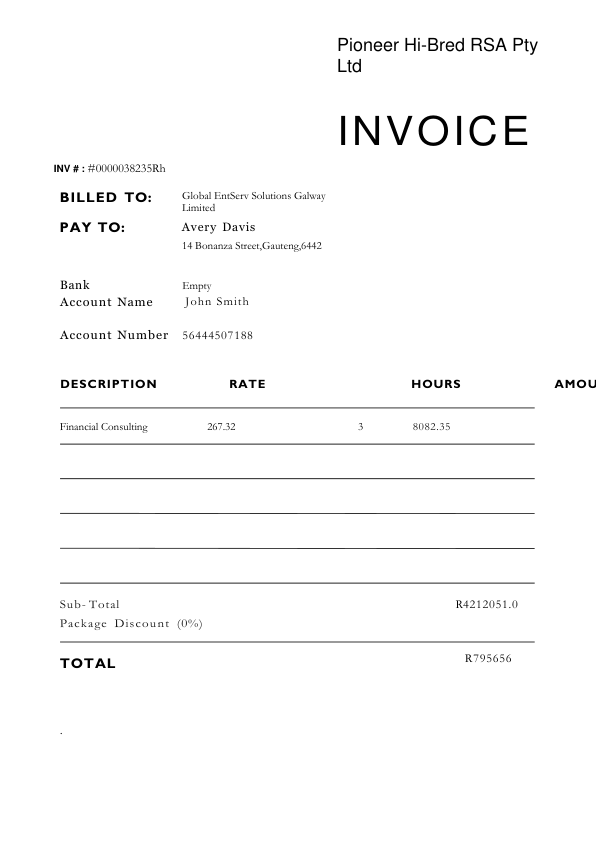 Pioneer Hi-Bred RSA Pty
Ltd
INVOICE
INV # : #0000038235Rh
BILLED TO: Global EntServ Solutions Galway
Limited
PAY TO: Avery Davis
14 Bonanza Street,Gauteng,6442
Bank Empty
Account Name John Smith
Account Number 56444507188
DESCRIPTION RATE HOURS AMOU
Financial Consulting 267.32 3 8082.35
Sub-Total R4212051.0
Package Discount (0%)
TOTAL R795656
.